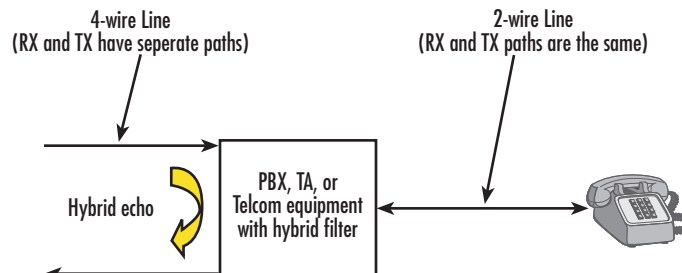 4-wire Line
(RX and TX have seperate paths)
2-wire Line
(RX and TX paths are the same)
Hybrid echo
PBX, TA, or
Telcom equipment
with hybrid filter